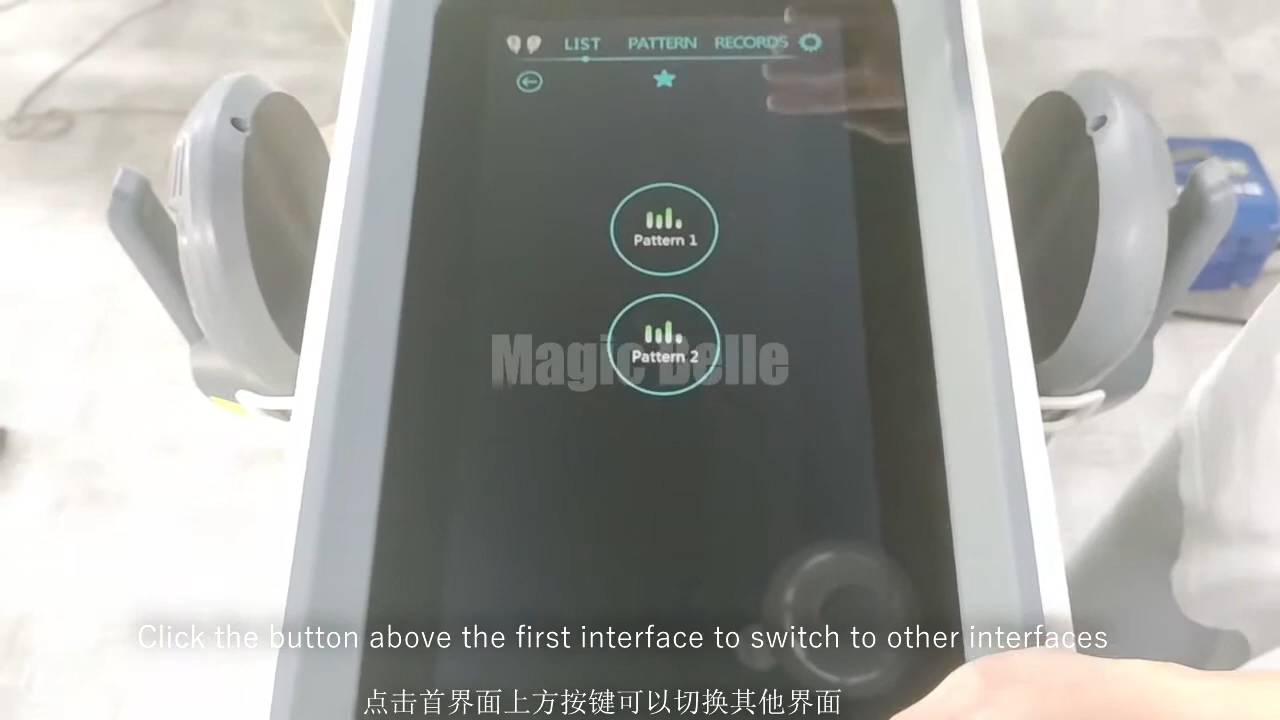 LIST PATTERN RECORDS
Pattern 1
Pattern 2
Magic Belle
Click the button above the first interface to switch to other interfaces
点击首界面上方按键可以切换其他界面